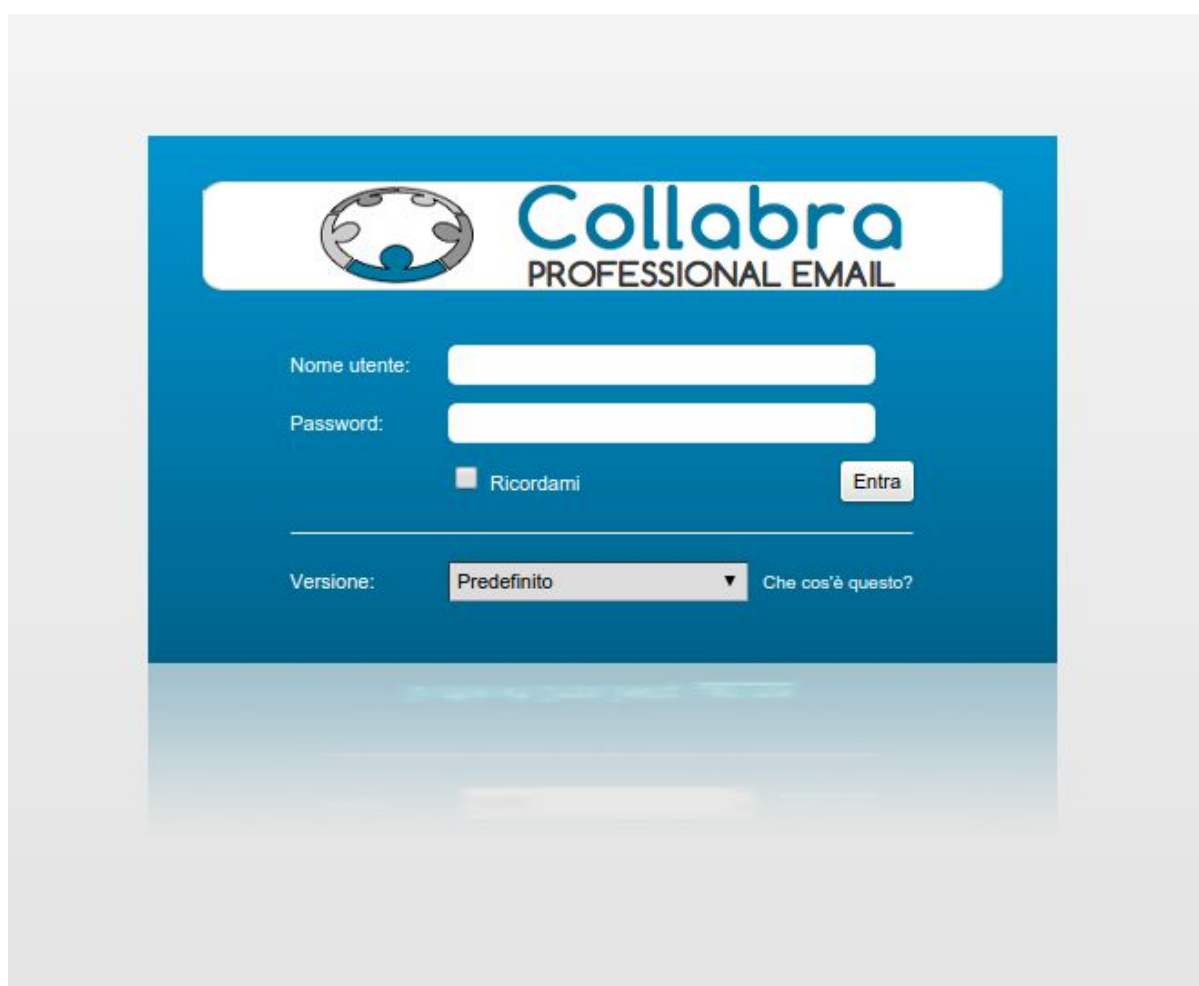 Collabra
PROFESSIONAL EMAIL
Nome utente:
Password:
Ricordami
Entra
Versione:
Predefinito
Che cos'è questo?